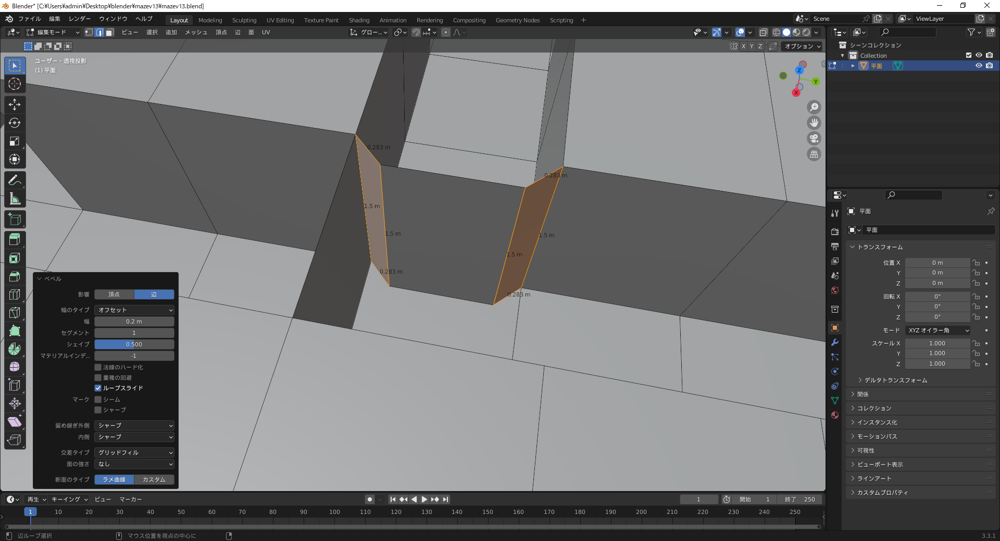 Blender* [C:¥Users¥admin¥Desktop¥blender¥mazev13¥mazev13.blend]
ファイル 編集 レンダー ウィンドウ ヘルプ Layout Modeling Sculpting UV Editing Texture Paint Shading Animation Rendering Compositing Geometry Nodes Scripting + Scene ViewLayer
編集モード ビュー 選択 追加 メッシュ 頂点 辺 面 UV グロー...
X Y Z オプション
シーンコレクション
Collection
平面
ユーザー・透視投影
(1) 平面
Z
Y
X
0.283 m
0.283 m
1.5 m
1.5 m
1.5 m
1.5 m
0.283 m
0.283 m
ベベル
影響 頂点 辺
幅のタイプ オフセット
幅 0.2 m
セグメント 1
シェイプ 0.500
マテリアルインデ... -1
法線のハード化
重複の回避
ループスライド
マーク シーム
シャープ
留め継ぎ外側 シャープ
内側 シャープ
交差タイプ グリッドフィル
面の強さ なし
断面のタイプ ラメ曲線 カスタム
平面
平面
トランスフォーム
位置 X 0 m
Y 0 m
Z 0 m
回転 X 0°
Y 0°
Z 0°
モード XYZ オイラー角
スケール X 1.000
Y 1.000
Z 1.000
デルタトランスフォーム
関係
コレクション
インスタンス化
モーションパス
可視性
ビューポート表示
ラインアート
カスタムプロパティ
再生 キーイング ビュー マーカー 1 開始 1 終了 250
1 10 20 30 40 50 60 70 80 90 100 110 120 130 140 150 160 170 180 190 200 210 220 230 240 250
辺ループ選択 マウス位置を視点の中心に 3.3.1